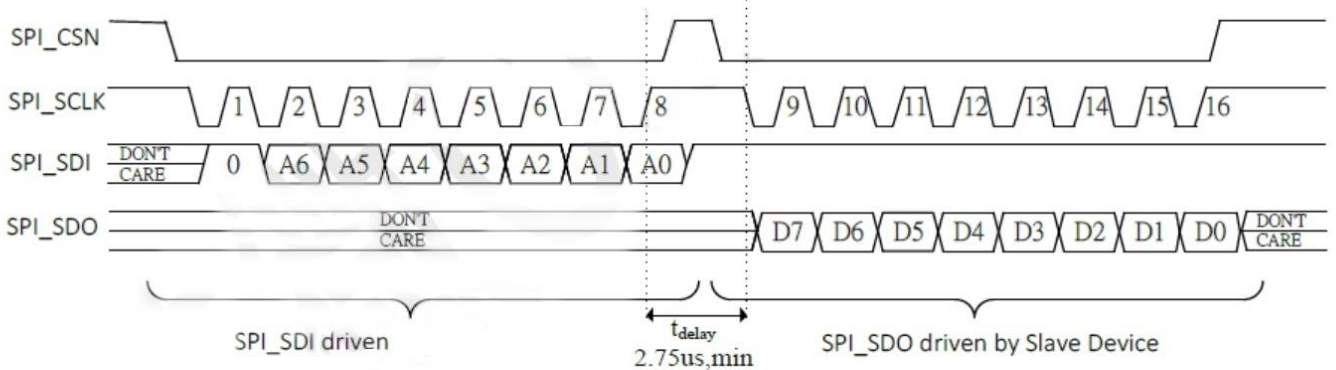 SPI_CSN
SPI_SCLK 1 2 3 4 5 6 7 8 9 10 11 12 13 14 15 16
SPI_SDI DON'T CARE 0 A6 A5 A4 A3 A2 A1 A0
SPI_SDO DON'T CARE D7 D6 D5 D4 D3 D2 D1 D0 DON'T CARE
SPI_SDI driven
tdelay
2.75us,min
SPI_SDO driven by Slave Device